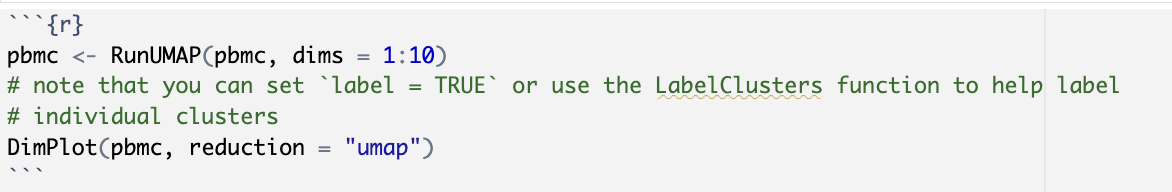 ```{r}
pbmc <- RunUMAP(pbmc, dims = 1:10)
# note that you can set `label = TRUE` or use the LabelClusters function to help label
# individual clusters
DimPlot(pbmc, reduction = "umap")
```